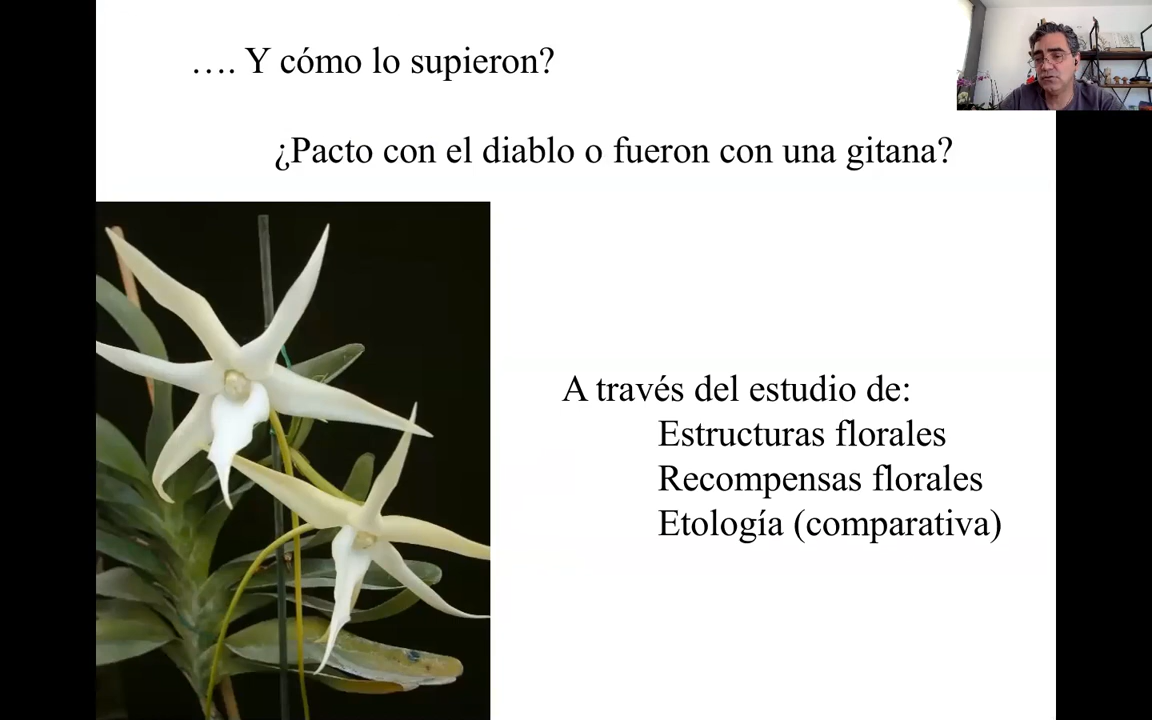 …. Y cómo lo supieron?
¿Pacto con el diablo o fueron con una gitana?
A través del estudio de:
Estructuras florales
Recompensas florales
Etología (comparativa)